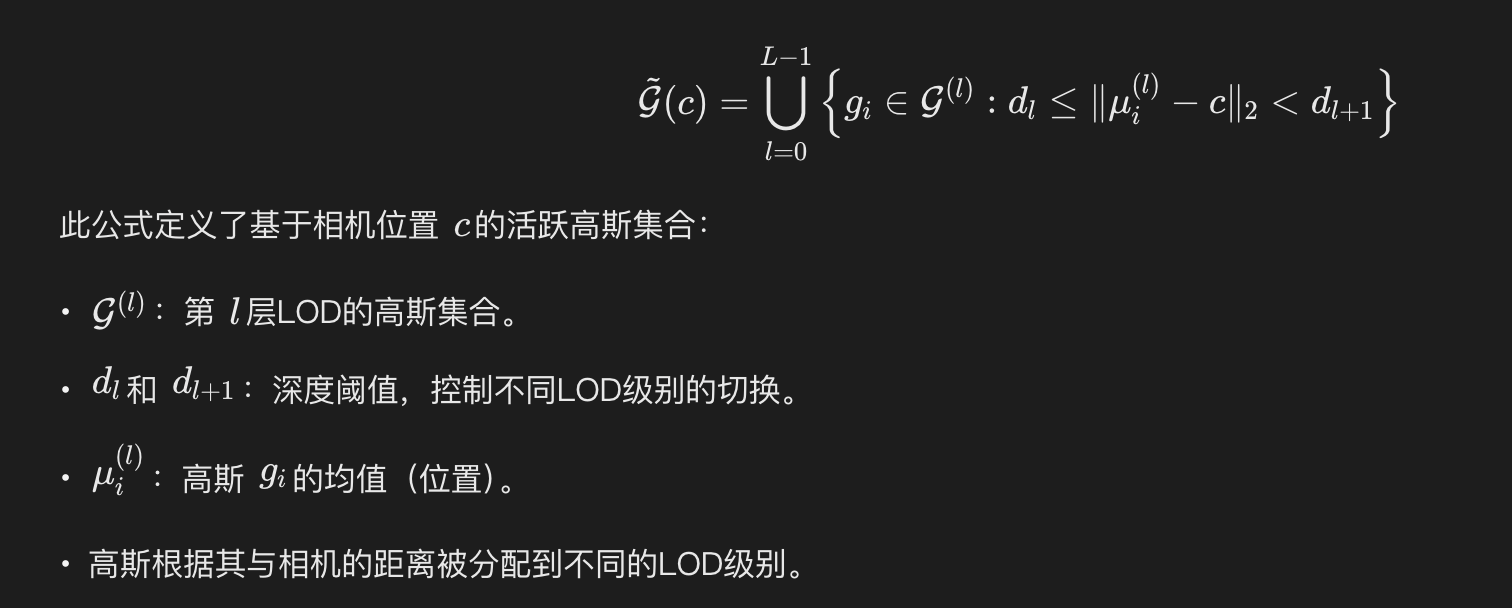 $\tilde{\mathcal{G}}(c) = \bigcup_{l=0}^{L-1} \left\{ g_i \in \mathcal{G}^{(l)} : d_l \leq \|\mu_i^{(l)} - c\|_2 < d_{l+1} \right\}$
此公式定义了基于相机位置 $c$ 的活跃高斯集合：
• $\mathcal{G}^{(l)}$：第 $l$ 层LOD的高斯集合。
• $d_l$ 和 $d_{l+1}$：深度阈值，控制不同LOD级别的切换。
• $\mu_i^{(l)}$：高斯 $g_i$ 的均值（位置）。
• 高斯根据其与相机的距离被分配到不同的LOD级别。